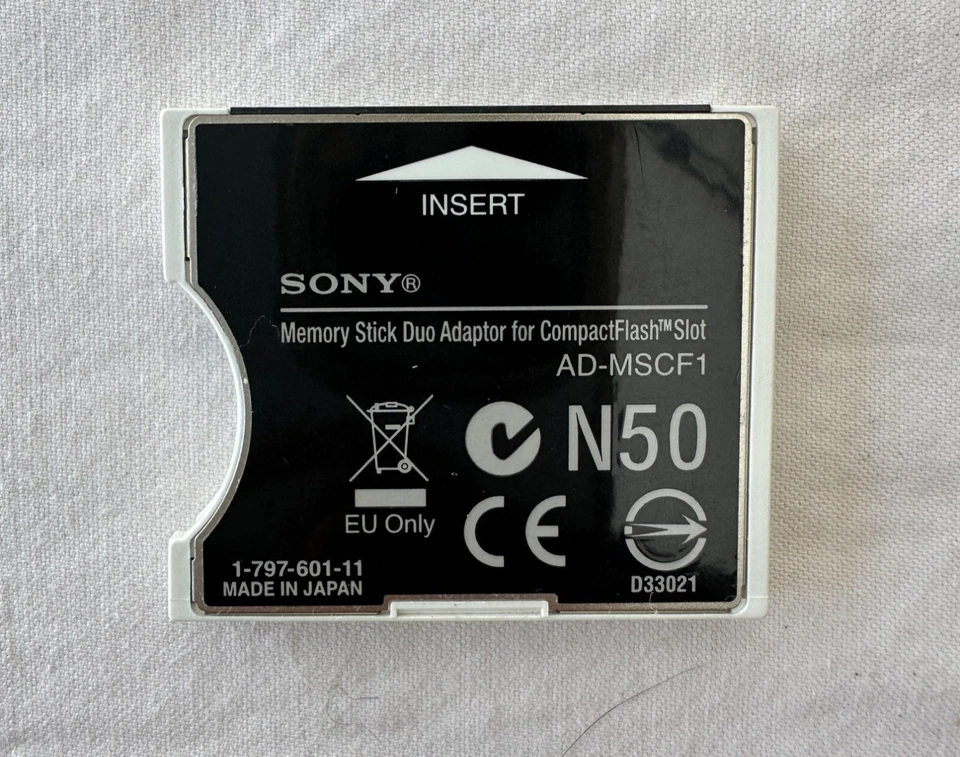 INSERT
SONY®
Memory Stick Duo Adaptor for CompactFlash™ Slot
AD-MSCF1
N50
EU Only
CE
1-797-601-11
MADE IN JAPAN
D33021